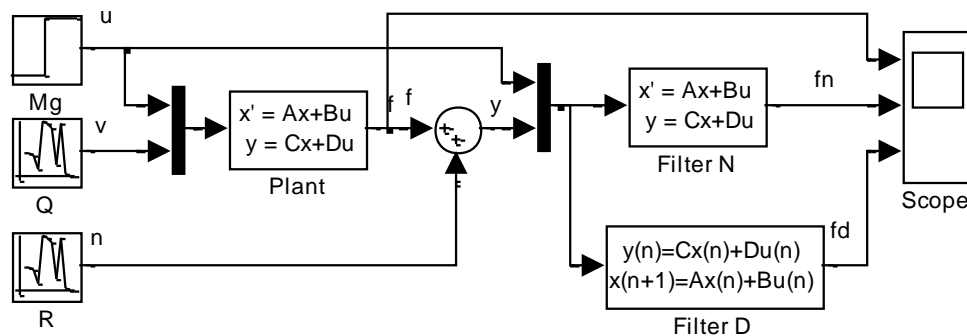 u
Mg
v
Q
n
R
x' = Ax+Bu
y = Cx+Du
Plant
f
f
y
x' = Ax+Bu
y = Cx+Du
Filter N
fn
y(n)=Cx(n)+Du(n)
x(n+1)=Ax(n)+Bu(n)
Filter D
fd
Scope